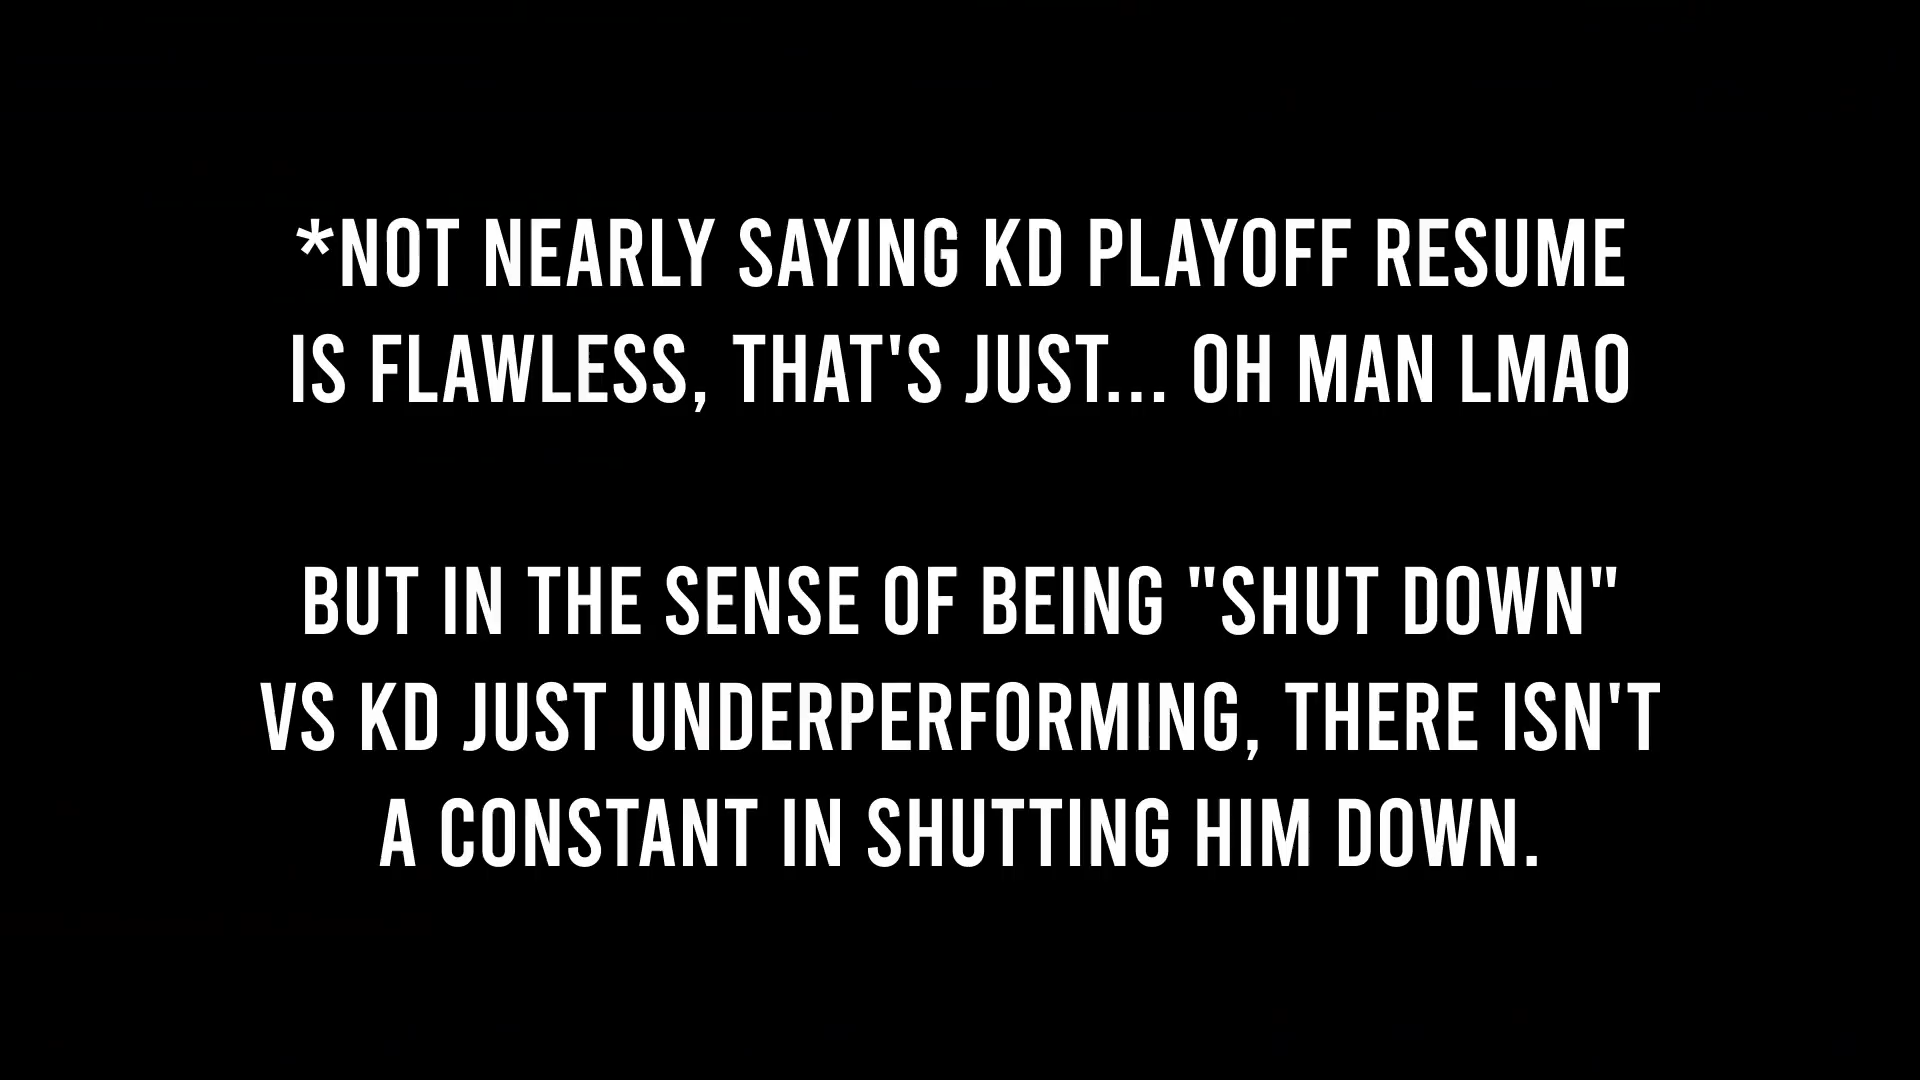 *NOT NEARLY SAYING KD PLAYOFF RESUME
IS FLAWLESS, THAT'S JUST... OH MAN LMAO
BUT IN THE SENSE OF BEING "SHUT DOWN"
VS KD JUST UNDERPERFORMING, THERE ISN'T
A CONSTANT IN SHUTTING HIM DOWN.